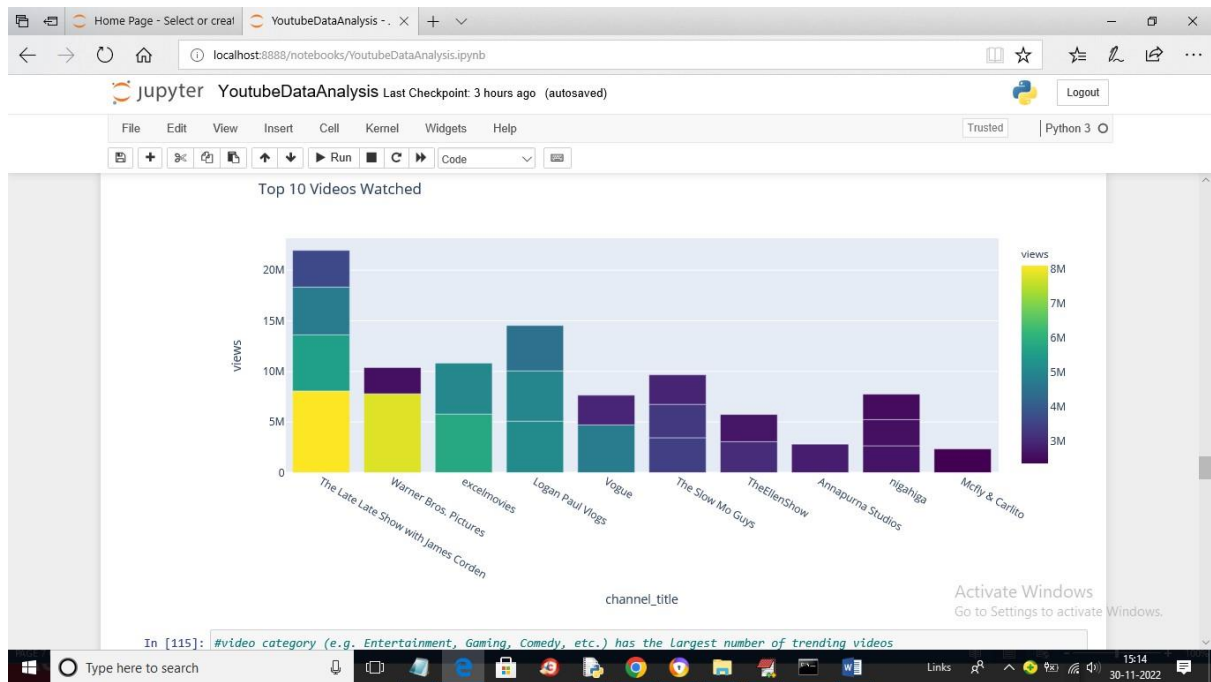 Home Page - Select or creat
YoutubeDataAnalysis - .
localhost:8888/notebooks/YoutubeDataAnalysis.ipynb
jupyter YoutubeDataAnalysis Last Checkpoint: 3 hours ago (autosaved)
Logout
File Edit View Insert Cell Kernel Widgets Help
Trusted Python 3
Run Code
Top 10 Videos Watched
views
20M
15M
10M
5M
0
views
The Late Late Show with James Corden
Warner Bros. Pictures
excelmovies
Logan Paul Vlogs
Vogue
The Slow Mo Guys
TheEllenShow
Annapurna Studios
nigahiga
Mcfly & Carlito
channel_title
8M
7M
6M
5M
4M
3M
Activate Windows
Go to Settings to activate Windows.
In [115]: #video category (e.g. Entertainment, Gaming, Comedy, etc.) has the largest number of trending videos
Type here to search
Links
15:14
30-11-2022